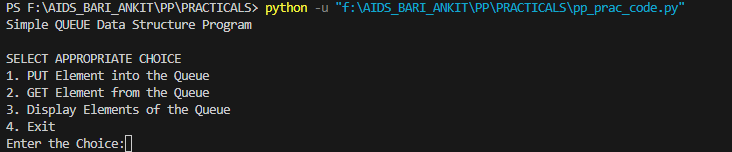 PS F:\AIDS_BARI_ANKIT\PP\PRACTICALS> python -u "f:\AIDS_BARI_ANKIT\PP\PRACTICALS\pp_prac_code.py"
Simple QUEUE Data Structure Program
SELECT APPROPRIATE CHOICE
1. PUT Element into the Queue
2. GET Element from the Queue
3. Display Elements of the Queue
4. Exit
Enter the Choice: